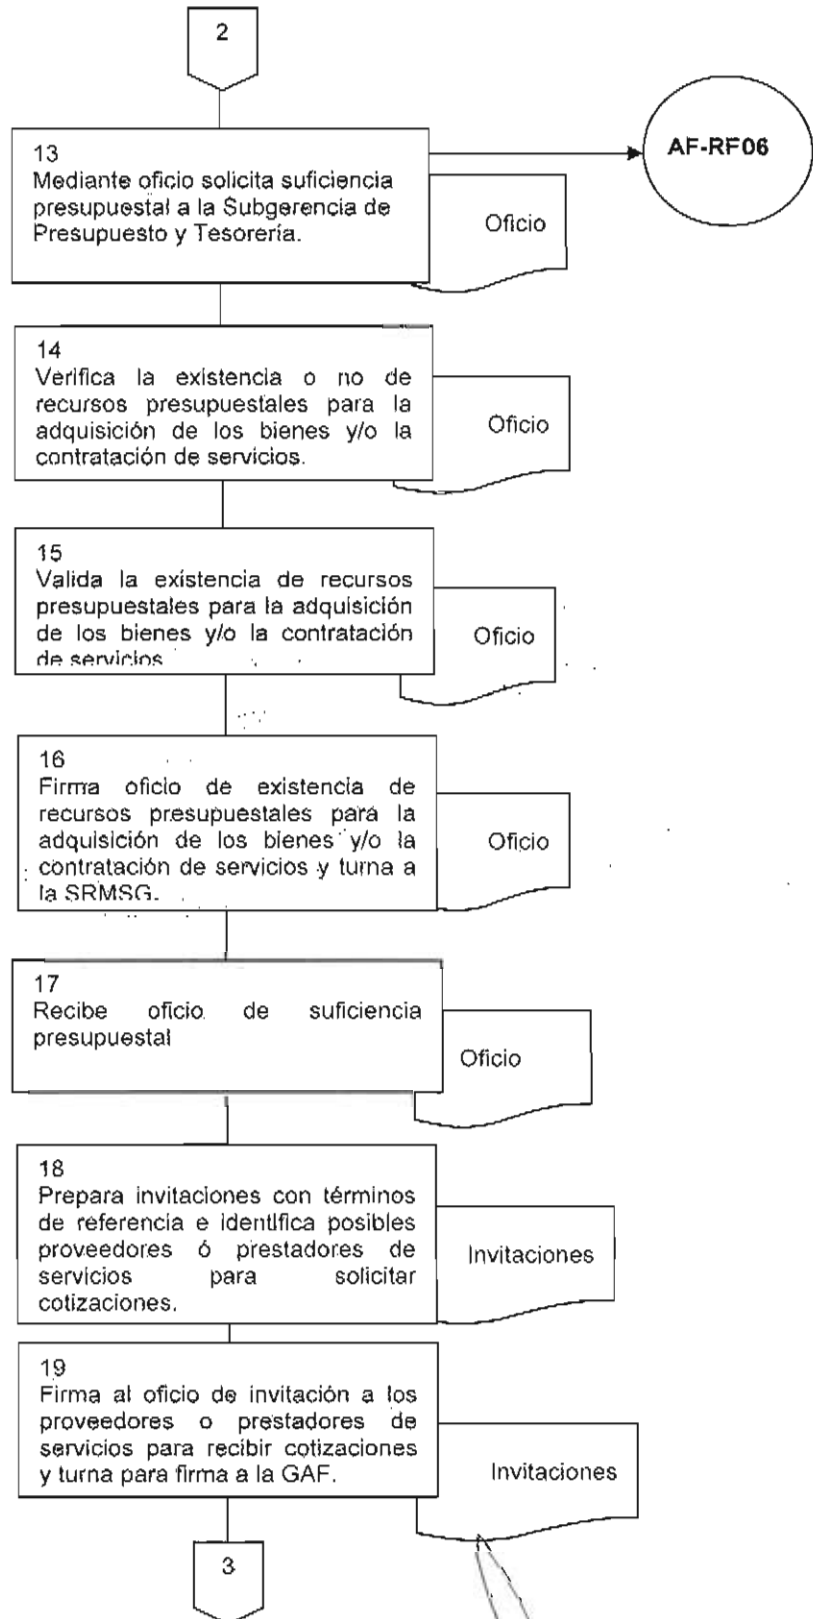 2
13
Mediante oficio solicita suficiencia
presupuestal a la Subgerencia de
Presupuesto y Tesorería.
Oficio
AF-RF06
14
Verifica la existencia o no de
recursos presupuestales para la
adquisición de los bienes y/o la
contratación de servicios.
Oficio
15
Valida la existencia de recursos
presupuestales para la adquisición
de los bienes y/o la contratación
de servicios
Oficio
16
Firma oficio de existencia de
recursos presupuestales para la
adquisición de los bienes y/o la
contratación de servicios y turna a
la SRMSG.
Oficio
17
Recibe oficio de suficiencia
presupuestal
Oficio
18
Prepara invitaciones con términos
de referencia e identifica posibles
proveedores ó prestadores de
servicios para solicitar
cotizaciones.
Invitaciones
19
Firma al oficio de invitación a los
proveedores o prestadores de
servicios para recibir cotizaciones
y turna para firma a la GAF.
Invitaciones
3